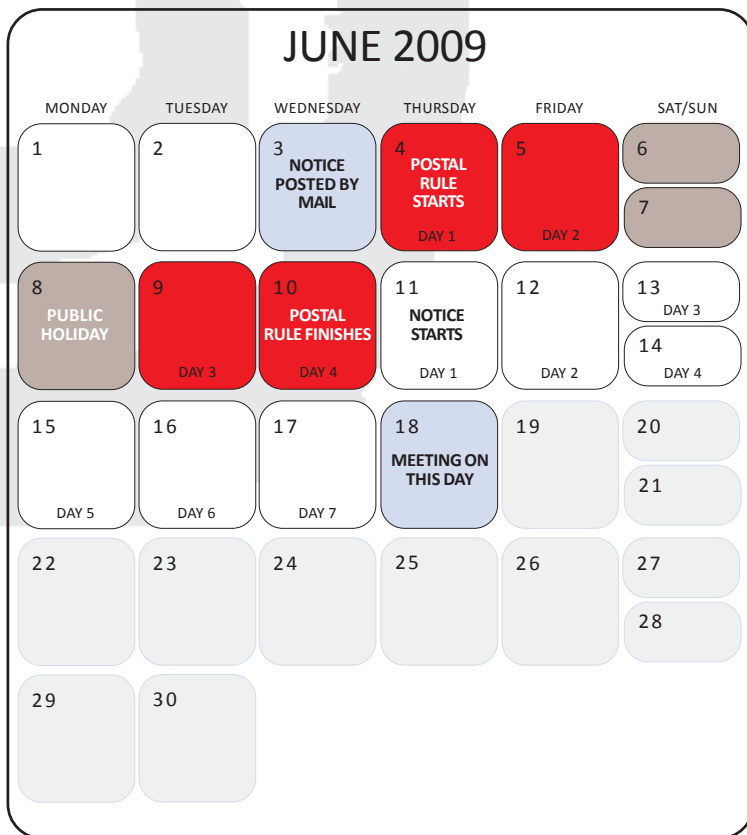 JUNE 2009
MONDAY TUESDAY WEDNESDAY THURSDAY FRIDAY SAT/SUN
1
2
3
NOTICE
POSTED BY
MAIL
4
POSTAL
RULE
STARTS
DAY 1
5
DAY 2
6
7
8
PUBLIC
HOLIDAY
9
DAY 3
10
POSTAL
RULE FINISHES
DAY 4
11
NOTICE
STARTS
DAY 1
12
DAY 2
13
DAY 3
14
DAY 4
15
DAY 5
16
DAY 6
17
DAY 7
18
MEETING ON
THIS DAY
19
20
21
22
23
24
25
26
27
28
29
30